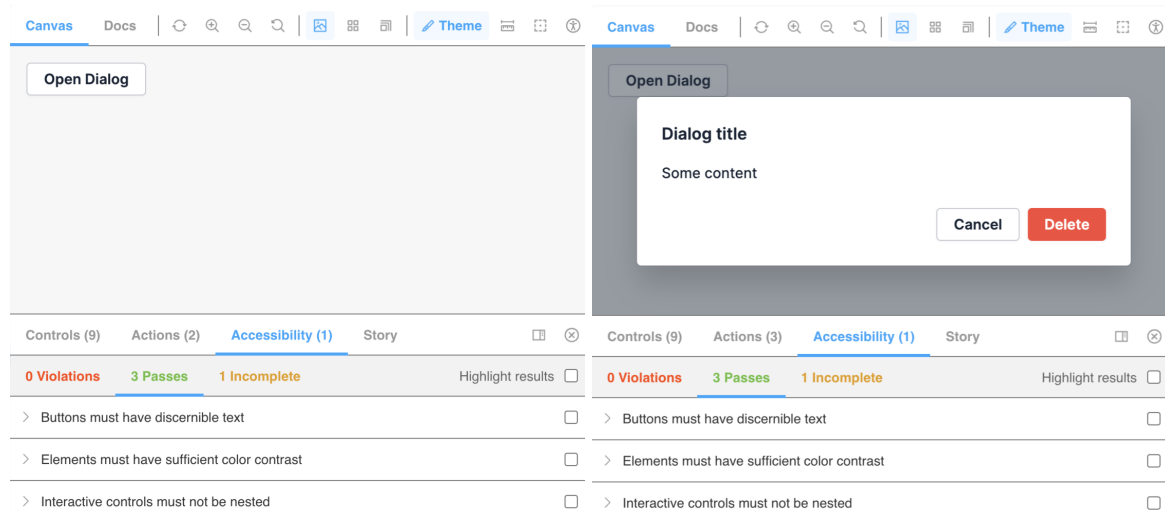 Canvas Docs Theme
Open Dialog
Controls (9) Actions (2) Accessibility (1) Story
0 Violations 3 Passes 1 Incomplete Highlight results
Buttons must have discernible text
Elements must have sufficient color contrast
Interactive controls must not be nested
Canvas Docs Theme
Open Dialog
Dialog title
Some content
Cancel Delete
Controls (9) Actions (3) Accessibility (1) Story
0 Violations 3 Passes 1 Incomplete Highlight results
Buttons must have discernible text
Elements must have sufficient color contrast
Interactive controls must not be nested